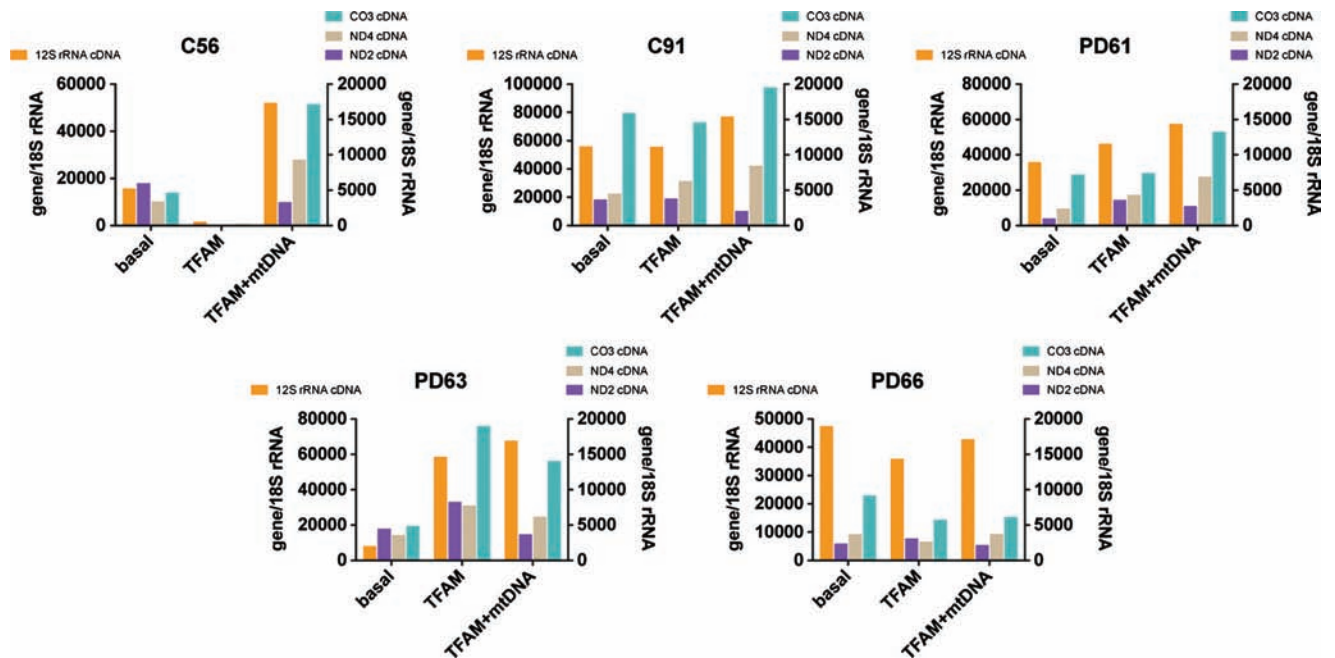 C56
12S rRNA cDNA
CO3 cDNA
ND4 cDNA
ND2 cDNA
gene/18S rRNA
60000
40000
20000
0
20000
15000
10000
5000
0
gene/18S rRNA
basal
TFAM
TFAM+mtDNA
C91
12S rRNA cDNA
CO3 cDNA
ND4 cDNA
ND2 cDNA
gene/18S rRNA
100000
80000
60000
40000
20000
0
20000
15000
10000
5000
0
gene/18S rRNA
basal
TFAM
TFAM+mtDNA
PD61
12S rRNA cDNA
CO3 cDNA
ND4 cDNA
ND2 cDNA
gene/18S rRNA
80000
60000
40000
20000
0
20000
15000
10000
5000
0
gene/18S rRNA
basal
TFAM
TFAM+mtDNA
PD63
12S rRNA cDNA
CO3 cDNA
ND4 cDNA
ND2 cDNA
gene/18S rRNA
80000
60000
40000
20000
0
20000
15000
10000
5000
0
gene/18S rRNA
basal
TFAM
TFAM+mtDNA
PD66
12S rRNA cDNA
CO3 cDNA
ND4 cDNA
ND2 cDNA
gene/18S rRNA
50000
40000
30000
20000
10000
0
20000
15000
10000
5000
0
gene/18S rRNA
basal
TFAM
TFAM+mtDNA